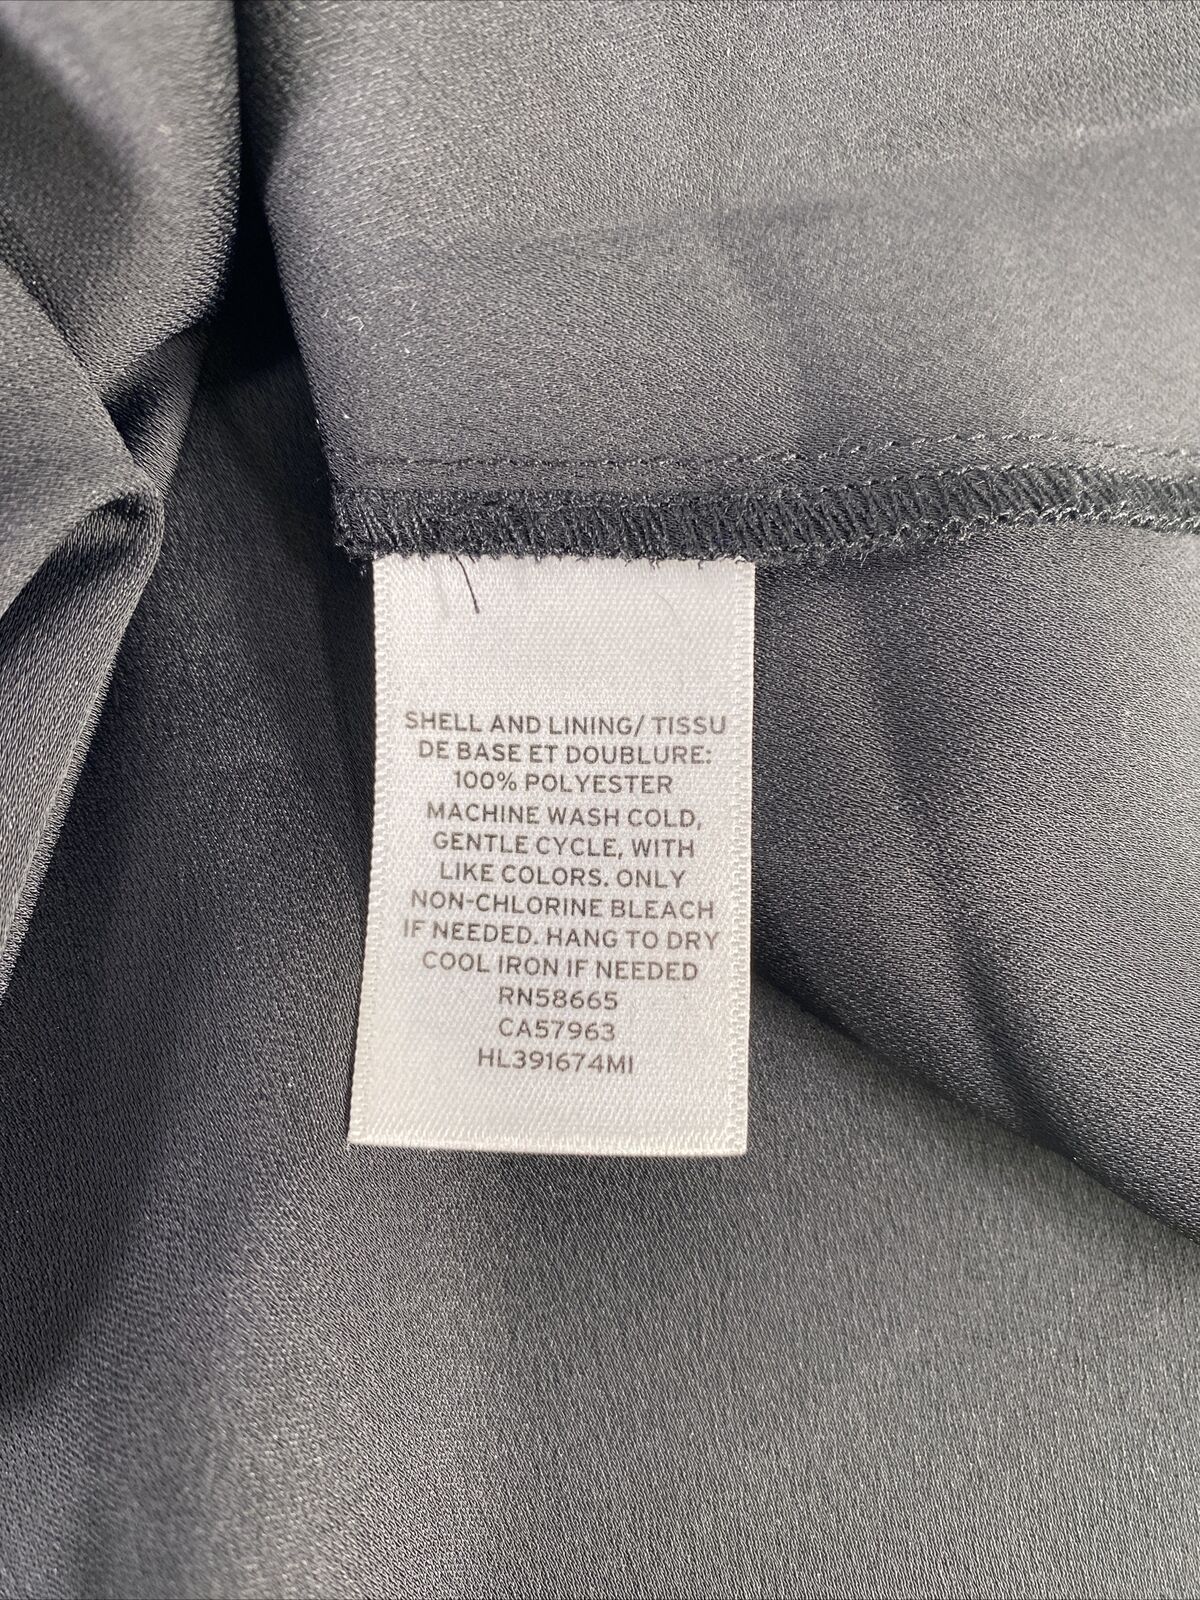 SHELL AND LINING/ TISSU
DE BASE ET DOUBLURE:
100% POLYESTER
MACHINE WASH COLD,
GENTLE CYCLE, WITH
LIKE COLORS. ONLY
NON-CHLORINE BLEACH
IF NEEDED. HANG TO DRY
COOL IRON IF NEEDED
RN58665
CA57963
HL391674MI